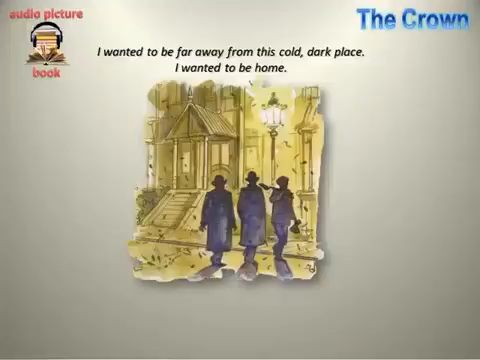 audio picture
book
The Crown
I wanted to be far away from this cold, dark place.
I wanted to be home.